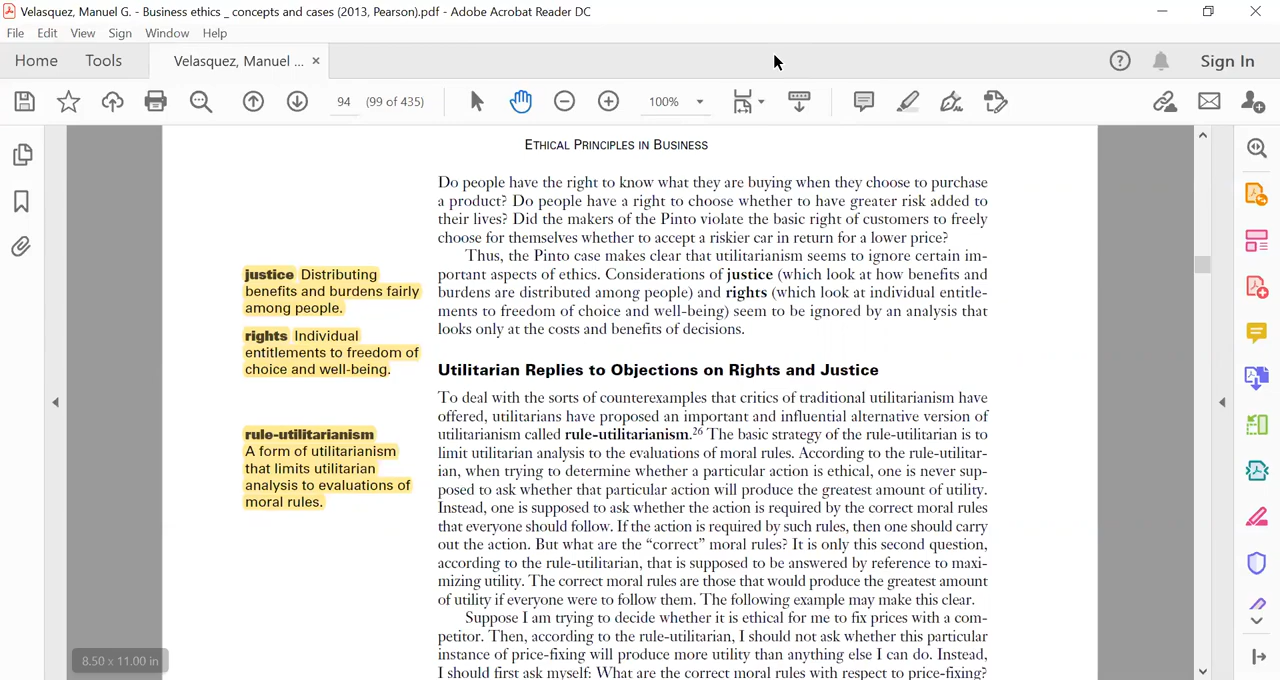 Velasquez, Manuel G. - Business ethics _ concepts and cases (2013, Pearson).pdf - Adobe Acrobat Reader DC
File Edit View Sign Window Help
Home Tools Velasquez, Manuel ... × Sign In
94 (99 of 435) 100%
ETHICAL PRINCIPLES IN BUSINESS
Do people have the right to know what they are buying when they choose to purchase
a product? Do people have a right to choose whether to have greater risk added to
their lives? Did the makers of the Pinto violate the basic right of customers to freely
choose for themselves whether to accept a riskier car in return for a lower price?
Thus, the Pinto case makes clear that utilitarianism seems to ignore certain im-
portant aspects of ethics. Considerations of justice (which look at how benefits and
burdens are distributed among people) and rights (which look at individual entitle-
ments to freedom of choice and well-being) seem to be ignored by an analysis that
looks only at the costs and benefits of decisions.
justice Distributing
benefits and burdens fairly
among people.
rights Individual
entitlements to freedom of
choice and well-being.
Utilitarian Replies to Objections on Rights and Justice
To deal with the sorts of counterexamples that critics of traditional utilitarianism have
offered, utilitarians have proposed an important and influential alternative version of
utilitarianism called rule-utilitarianism.26 The basic strategy of the rule-utilitarian is to
limit utilitarian analysis to the evaluations of moral rules. According to the rule-utilitar-
ian, when trying to determine whether a particular action is ethical, one is never sup-
posed to ask whether that particular action will produce the greatest amount of utility.
Instead, one is supposed to ask whether the action is required by the correct moral rules
that everyone should follow. If the action is required by such rules, then one should carry
out the action. But what are the “correct” moral rules? It is only this second question,
according to the rule-utilitarian, that is supposed to be answered by reference to maxi-
mizing utility. The correct moral rules are those that would produce the greatest amount
of utility if everyone were to follow them. The following example may make this clear.
Suppose I am trying to decide whether it is ethical for me to fix prices with a com-
petitor. Then, according to the rule-utilitarian, I should not ask whether this particular
instance of price-fixing will produce more utility than anything else I can do. Instead,
I should first ask myself: What are the correct moral rules with respect to price-fixing?
rule-utilitarianism
A form of utilitarianism
that limits utilitarian
analysis to evaluations of
moral rules.
8.50 x 11.00 in